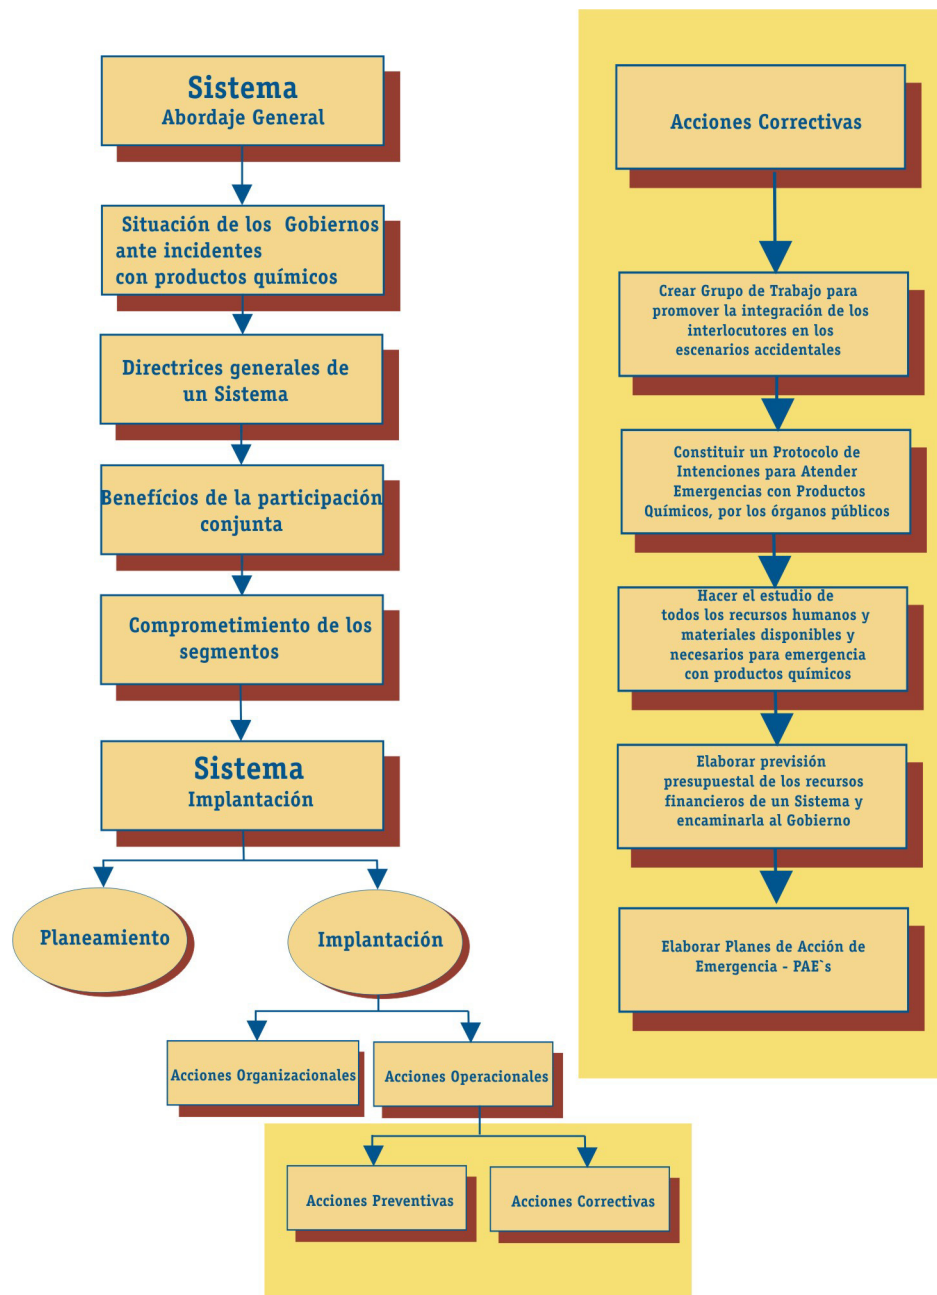 Sistema
Abordaje General
Situación de los Gobiernos
ante incidentes
con productos químicos
Directrices generales de
un Sistema
Benefícios de la participación
conjunta
Comprometimiento de los
segmentos
Sistema
Implantación
Planeamiento
Implantación
Acciones Organizacionales
Acciones Operacionales
Acciones Preventivas
Acciones Correctivas
Acciones Correctivas
Crear Grupo de Trabajo para
promover la integración de los
interlocutores en los
escenarios accidentales
Constituir un Protocolo de
Intenciones para Atender
Emergencias con Productos
Químicos, por los órganos públicos
Hacer el estudio de
todos los recursos humanos y
materiales disponibles y
necesarios para emergencia
con productos químicos
Elaborar previsión
presupuestal de los recursos
financieros de un Sistema y
encaminarla al Gobierno
Elaborar Planes de Acción de
Emergencia - PAE`s